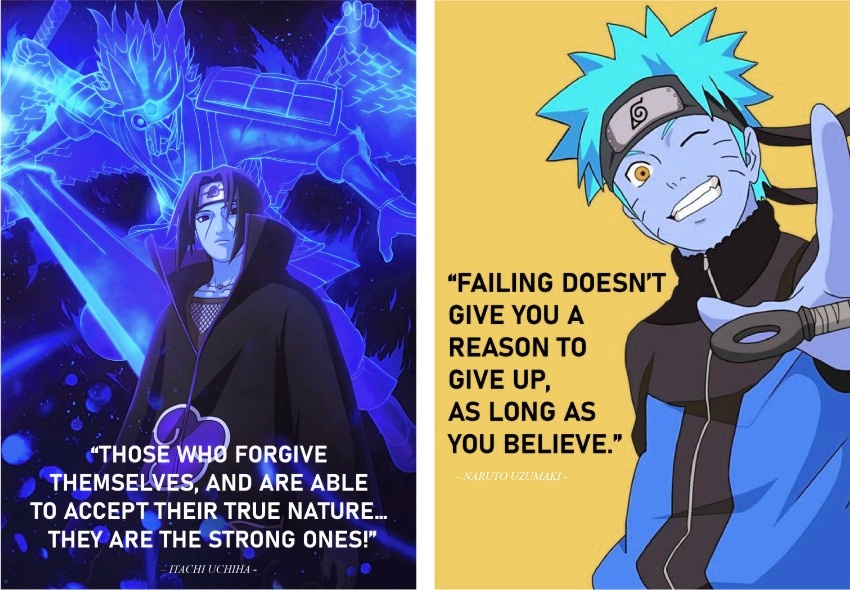 “THOSE WHO FORGIVE
THEMSELVES, AND ARE ABLE
TO ACCEPT THEIR TRUE NATURE...
THEY ARE THE STRONG ONES!”
– ITACHI UCHIHA -
“FAILING DOESN’T
GIVE YOU A
REASON TO
GIVE UP,
AS LONG AS
YOU BELIEVE.”
– NARUTO UZUMAKI -